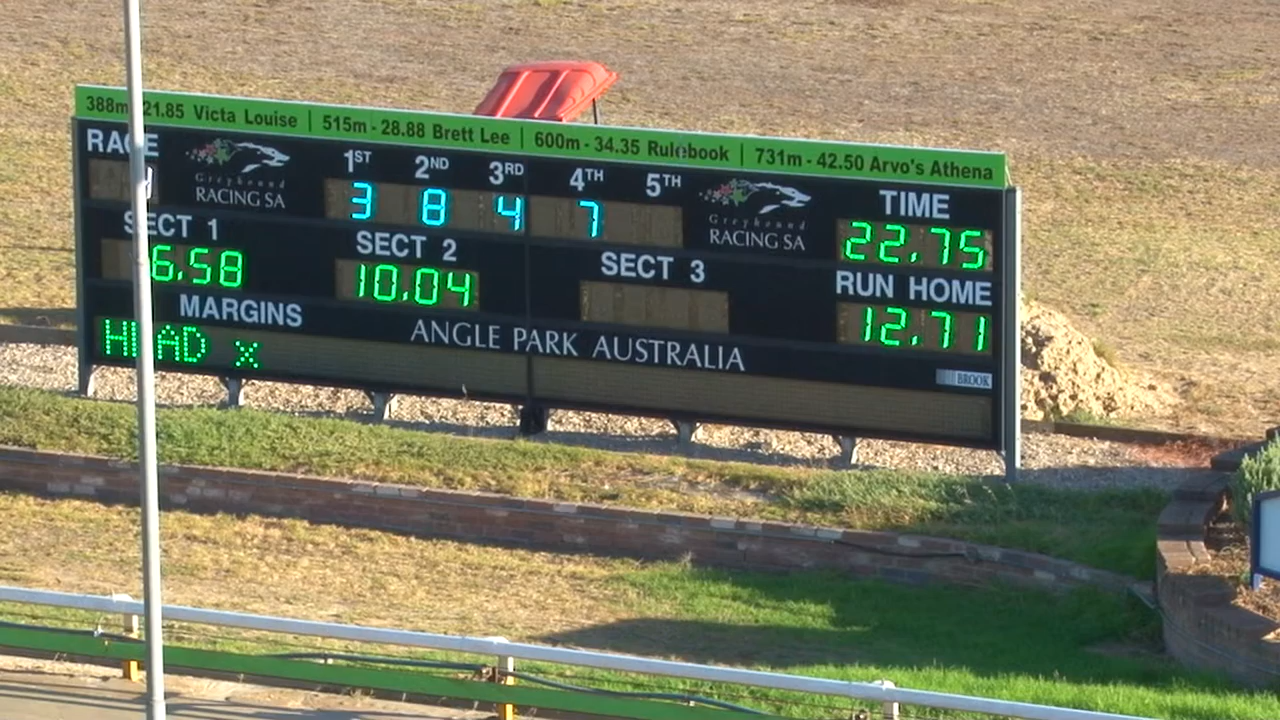 388m 21.85 Victa Louise | 515m - 28.88 Brett Lee | 600m - 34.35 Rulebook | 731m - 42.50 Arvo's Athena
RACE
Greyhound
RACING SA
1ST 2ND 3RD 4TH 5TH
3 8 4 7
Greyhound
RACING SA
TIME
22.75
SECT 1
6.58
SECT 2
10.04
SECT 3
RUN HOME
12.71
MARGINS
HEAD x
ANGLE PARK AUSTRALIA
BROOK